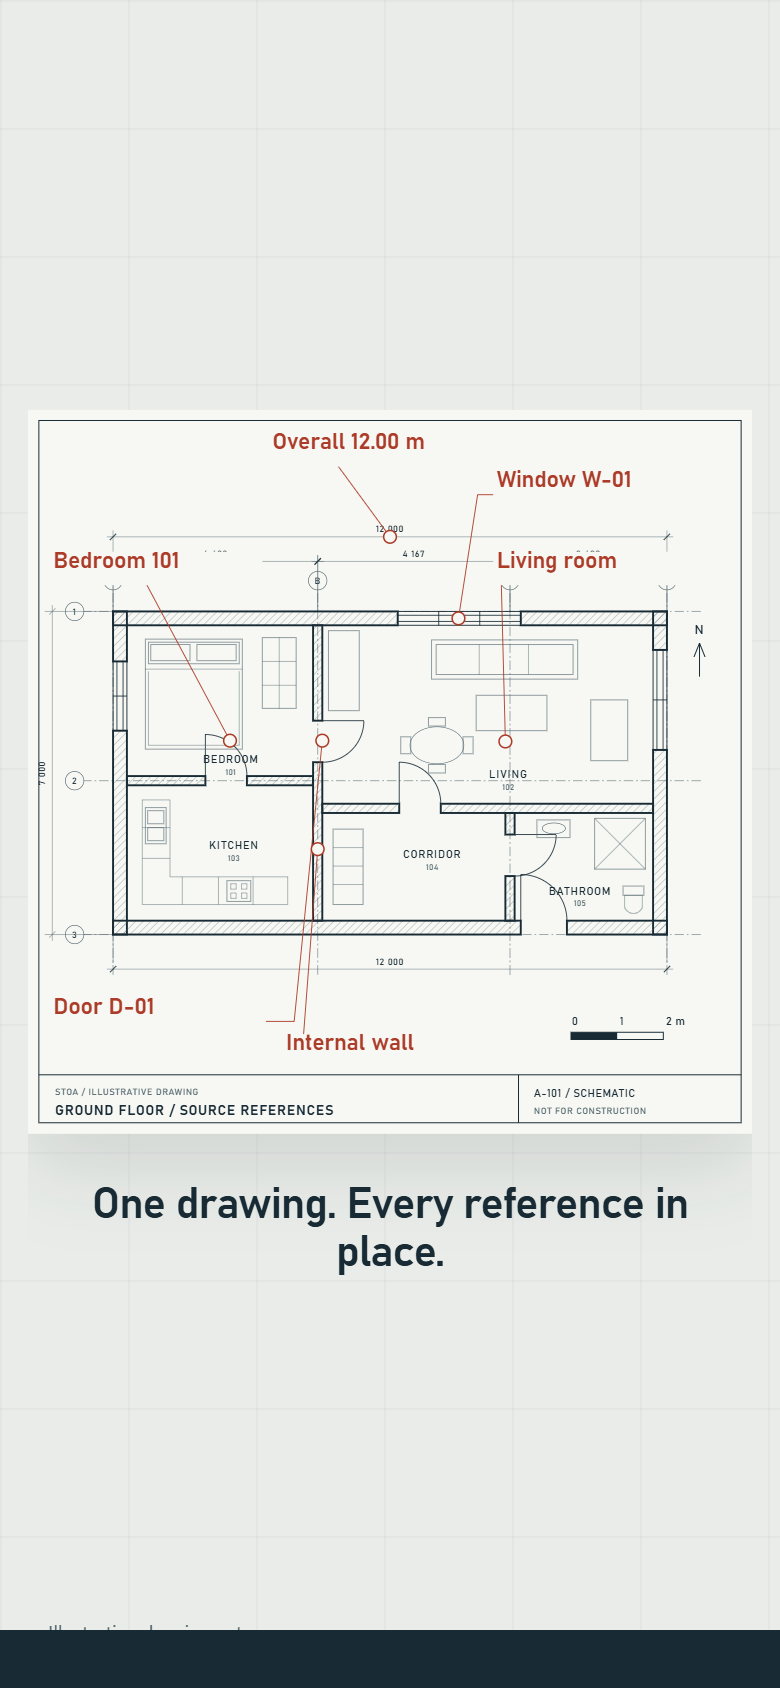 Overall 12.00 m
Window W-01
12 000
4 167
Bedroom 101
Living room
B
1
N
BEDROOM
101
7 000
2
LIVING
102
KITCHEN
103
CORRIDOR
104
BATHROOM
105
3
12 000
Door D-01
Internal wall
0 1 2 m
STOA / ILLUSTRATIVE DRAWING
GROUND FLOOR / SOURCE REFERENCES
A-101 / SCHEMATIC
NOT FOR CONSTRUCTION
One drawing. Every reference in
place.